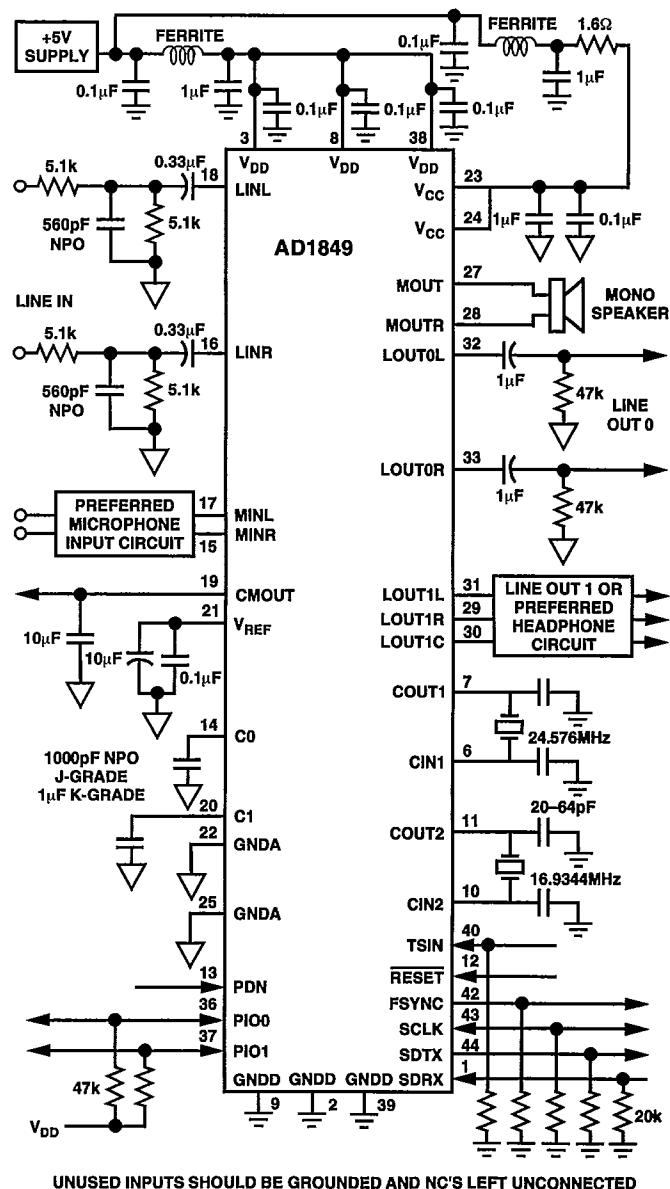 +5V
SUPPLY
FERRITE
0.1µF
FERRITE
1.6Ω
0.1µF
1µF
0.1µF
0.1µF
0.1µF
1µF
3
8
38
VDD
VDD
VDD
5.1k
0.33µF
18
LINL
560pF
NPO
5.1k
AD1849
23
VCC
24
VCC
1µF
0.1µF
27
MOUT
28
MOUTR
MONO
SPEAKER
LINE IN
5.1k
0.33µF
16
LINR
560pF
NPO
5.1k
32
LOUT0L
1µF
47k
LINE
OUT 0
33
LOUT0R
1µF
47k
PREFERRED
MICROPHONE
INPUT CIRCUIT
17
MINL
MINR
15
19
CMOUT
21
VREF
10µF
10µF
0.1µF
31
LOUT1L
29
LOUT1R
30
LOUT1C
LINE OUT 1 OR
PREFERRED
HEADPHONE
CIRCUIT
7
COUT1
24.576MHz
6
CIN1
14
C0
1000pF NPO
J-GRADE
1µF K-GRADE
20
C1
22
GNDA
25
GNDA
20–64pF
11
COUT2
16.9344MHz
10
CIN2
40
TSIN
12
RESET
42
FSYNC
43
SCLK
44
SDTX
1
SDRX
20k
13
PDN
36
PIO0
37
PIO1
47k
VDD
GNDD
GNDD
GNDD
9
2
39
UNUSED INPUTS SHOULD BE GROUNDED AND NC'S LEFT UNCONNECTED